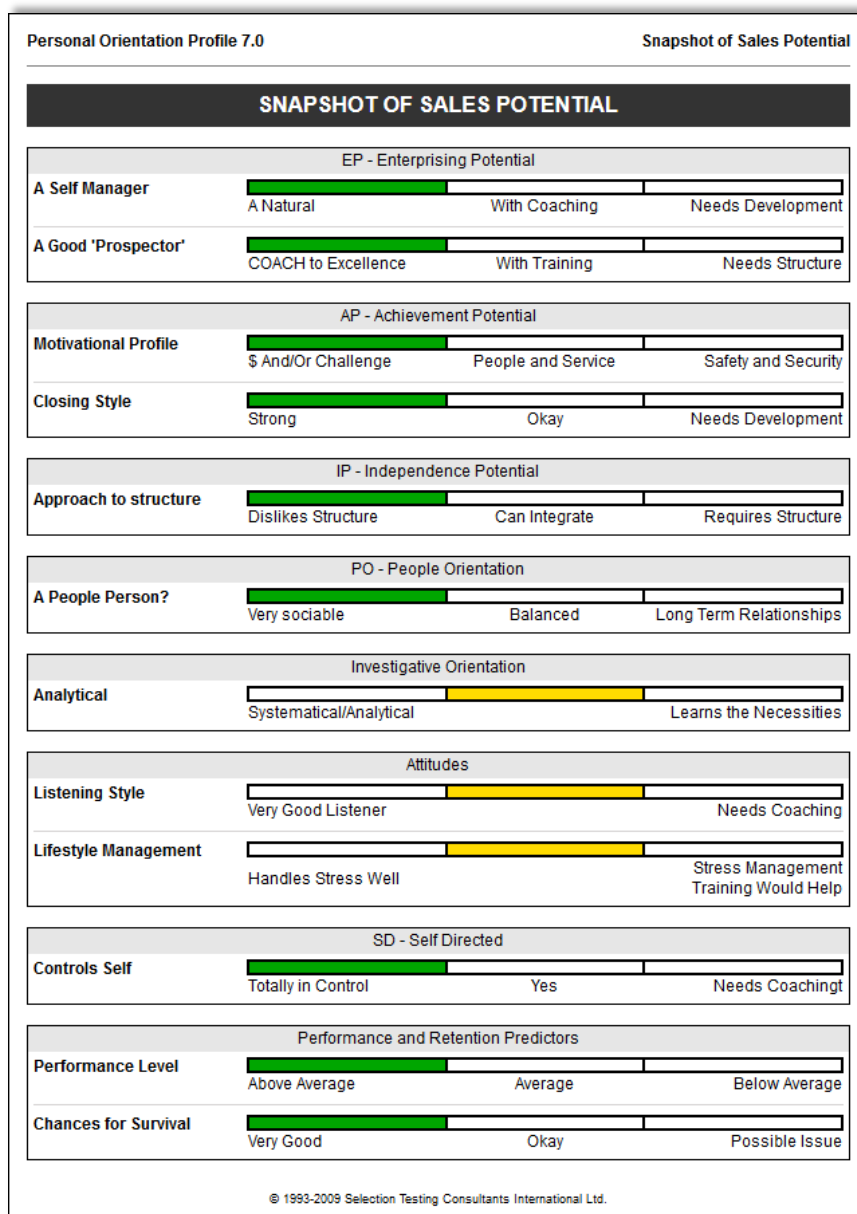 Personal Orientation Profile 7.0 Snapshot of Sales Potential
SNAPSHOT OF SALES POTENTIAL
EP - Enterprising Potential
A Self Manager
A Natural With Coaching Needs Development
A Good 'Prospector'
COACH to Excellence With Training Needs Structure
AP - Achievement Potential
Motivational Profile
$ And/Or Challenge People and Service Safety and Security
Closing Style
Strong Okay Needs Development
IP - Independence Potential
Approach to structure
Dislikes Structure Can Integrate Requires Structure
PO - People Orientation
A People Person?
Very sociable Balanced Long Term Relationships
Investigative Orientation
Analytical
Systematical/Analytical Learns the Necessities
Attitudes
Listening Style
Very Good Listener Needs Coaching
Lifestyle Management
Handles Stress Well Stress Management
Training Would Help
SD - Self Directed
Controls Self
Totally in Control Yes Needs Coachingt
Performance and Retention Predictors
Performance Level
Above Average Average Below Average
Chances for Survival
Very Good Okay Possible Issue
© 1993-2009 Selection Testing Consultants International Ltd.